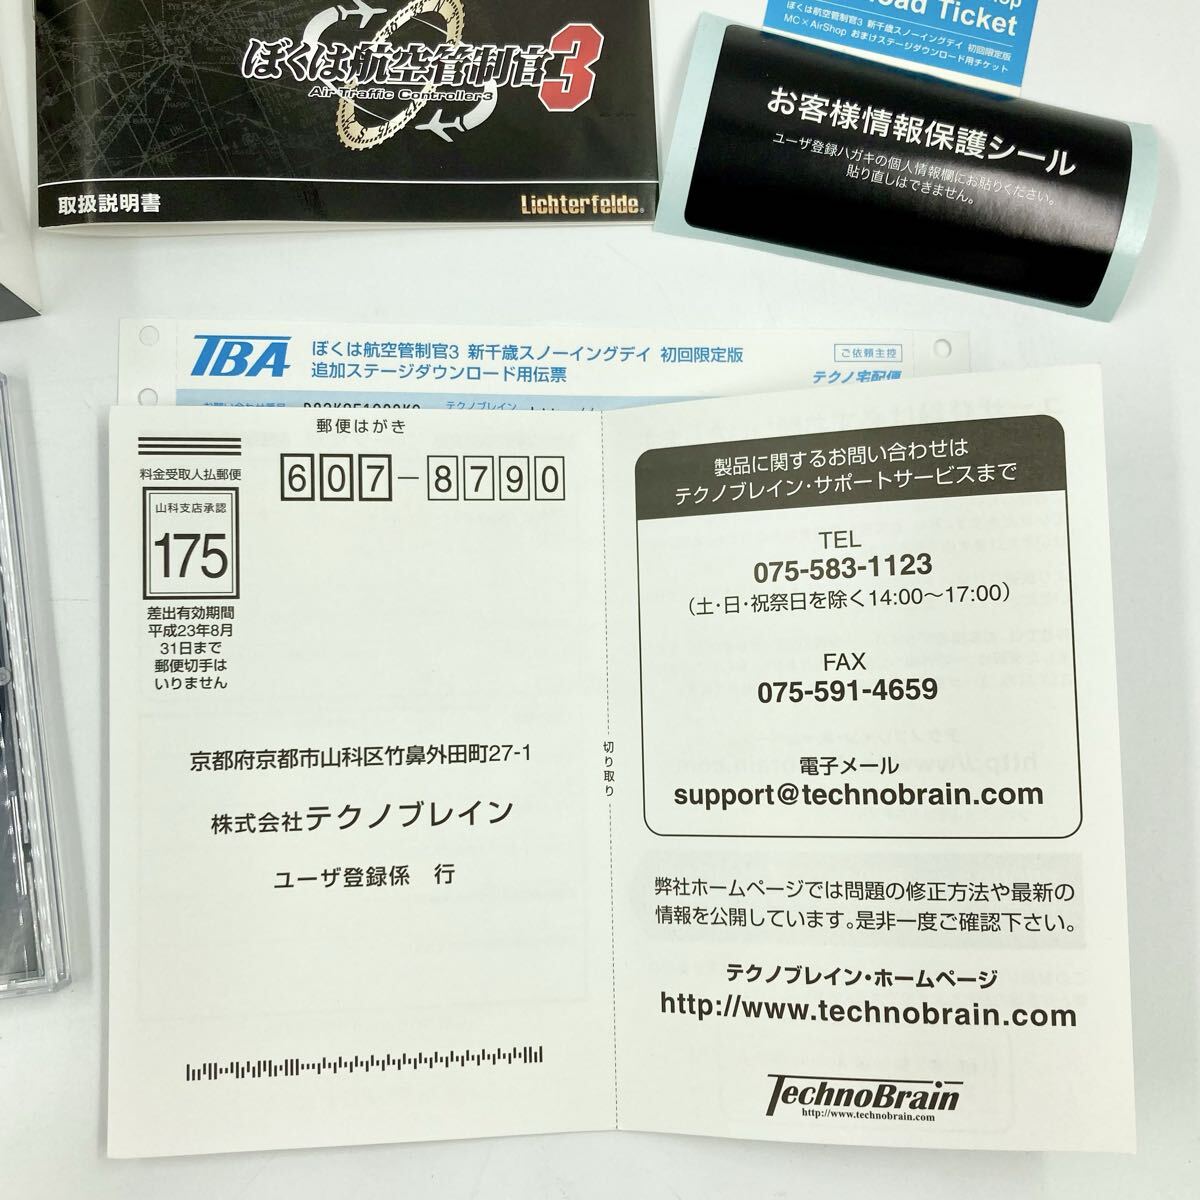 ぼくは航空管制官3
Air Traffic Controller3
取扱説明書
Lichterfelde®
oad Ticket
ぼくは航空管制官3 新千歳スノーイングデイ 初回限定版
MC×AirShop おまけステージダウンロード用チケット
お客様情報保護シール
ユーザ登録ハガキの個人情報欄にお貼りください。
貼り直しはできません。
TBA
ぼくは航空管制官3 新千歳スノーイングデイ 初回限定版
追加ステージダウンロード用伝票
ご依頼主控
テクノ宅配便
テクノブレイン
郵便はがき
607-8790
料金受取人払郵便
山科支店承認
175
差出有効期間
平成23年8月
31日まで
郵便切手は
いりません
京都府京都市山科区竹鼻外田町27-1
株式会社テクノブレイン
ユーザ登録係 行
切り取り
製品に関するお問い合わせは
テクノブレイン・サポートサービスまで
TEL
075-583-1123
(土・日・祝祭日を除く14:00〜17:00)
FAX
075-591-4659
電子メール
support@technobrain.com
弊社ホームページでは問題の修正方法や最新の
情報を公開しています。是非一度ご確認下さい。
テクノブレイン・ホームページ
http://www.technobrain.com
TechnoBrain
http://www.technobrain.com